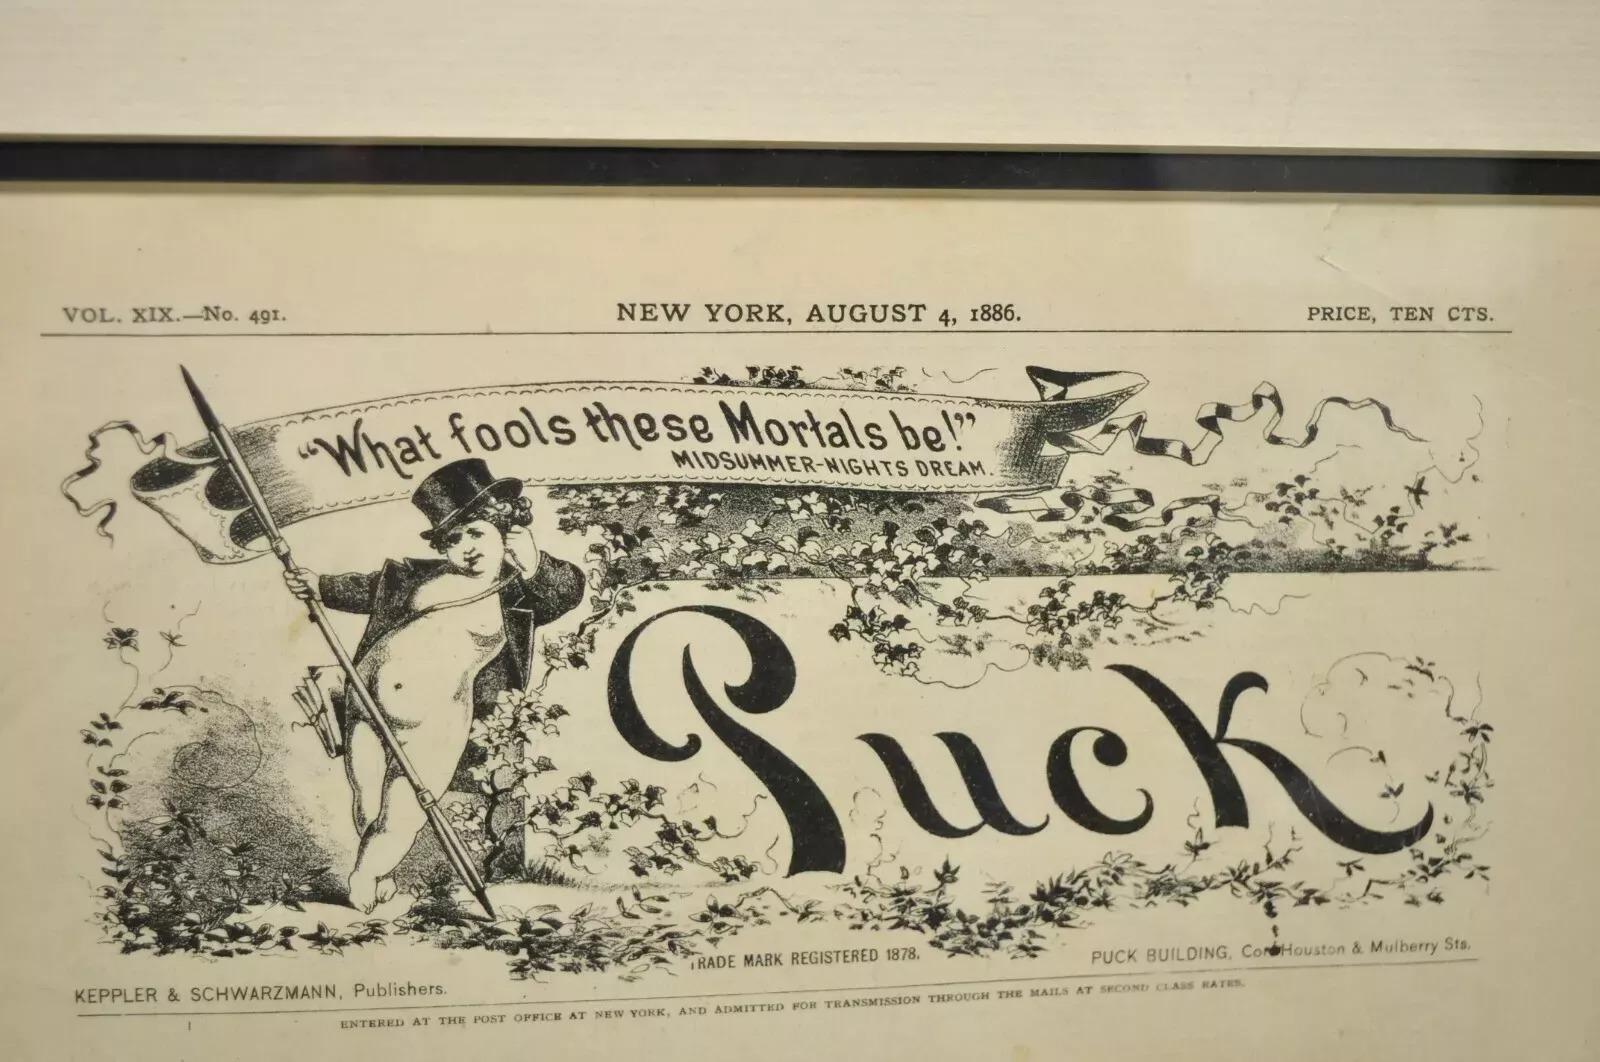 VOL. XIX.—No. 491. NEW YORK, AUGUST 4, 1886. PRICE, TEN CTS.
“What fools these Mortals be!”
MIDSUMMER-NIGHTS DREAM.
Puck
TRADE MARK REGISTERED 1878.
PUCK BUILDING, Cor. Houston & Mulberry Sts.
KEPPLER & SCHWARZMANN, Publishers.
ENTERED AT THE POST OFFICE AT NEW YORK, AND ADMITTED FOR TRANSMISSION THROUGH THE MAILS AT SECOND CLASS RATES.